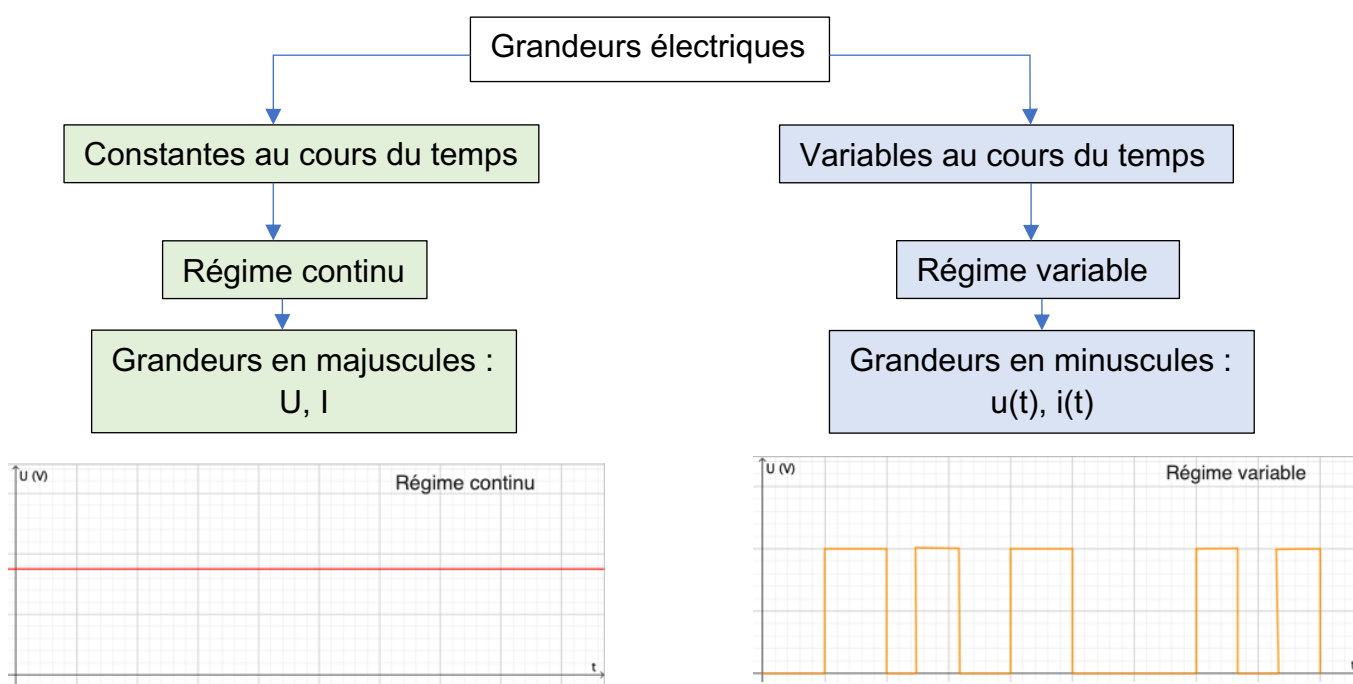 Grandeurs électriques
Constantes au cours du temps
Variables au cours du temps
Régime continu
Régime variable
Grandeurs en majuscules :
U, I
Grandeurs en minuscules :
u(t), i(t)
U (V)
Régime continu
t
U (V)
Régime variable
t